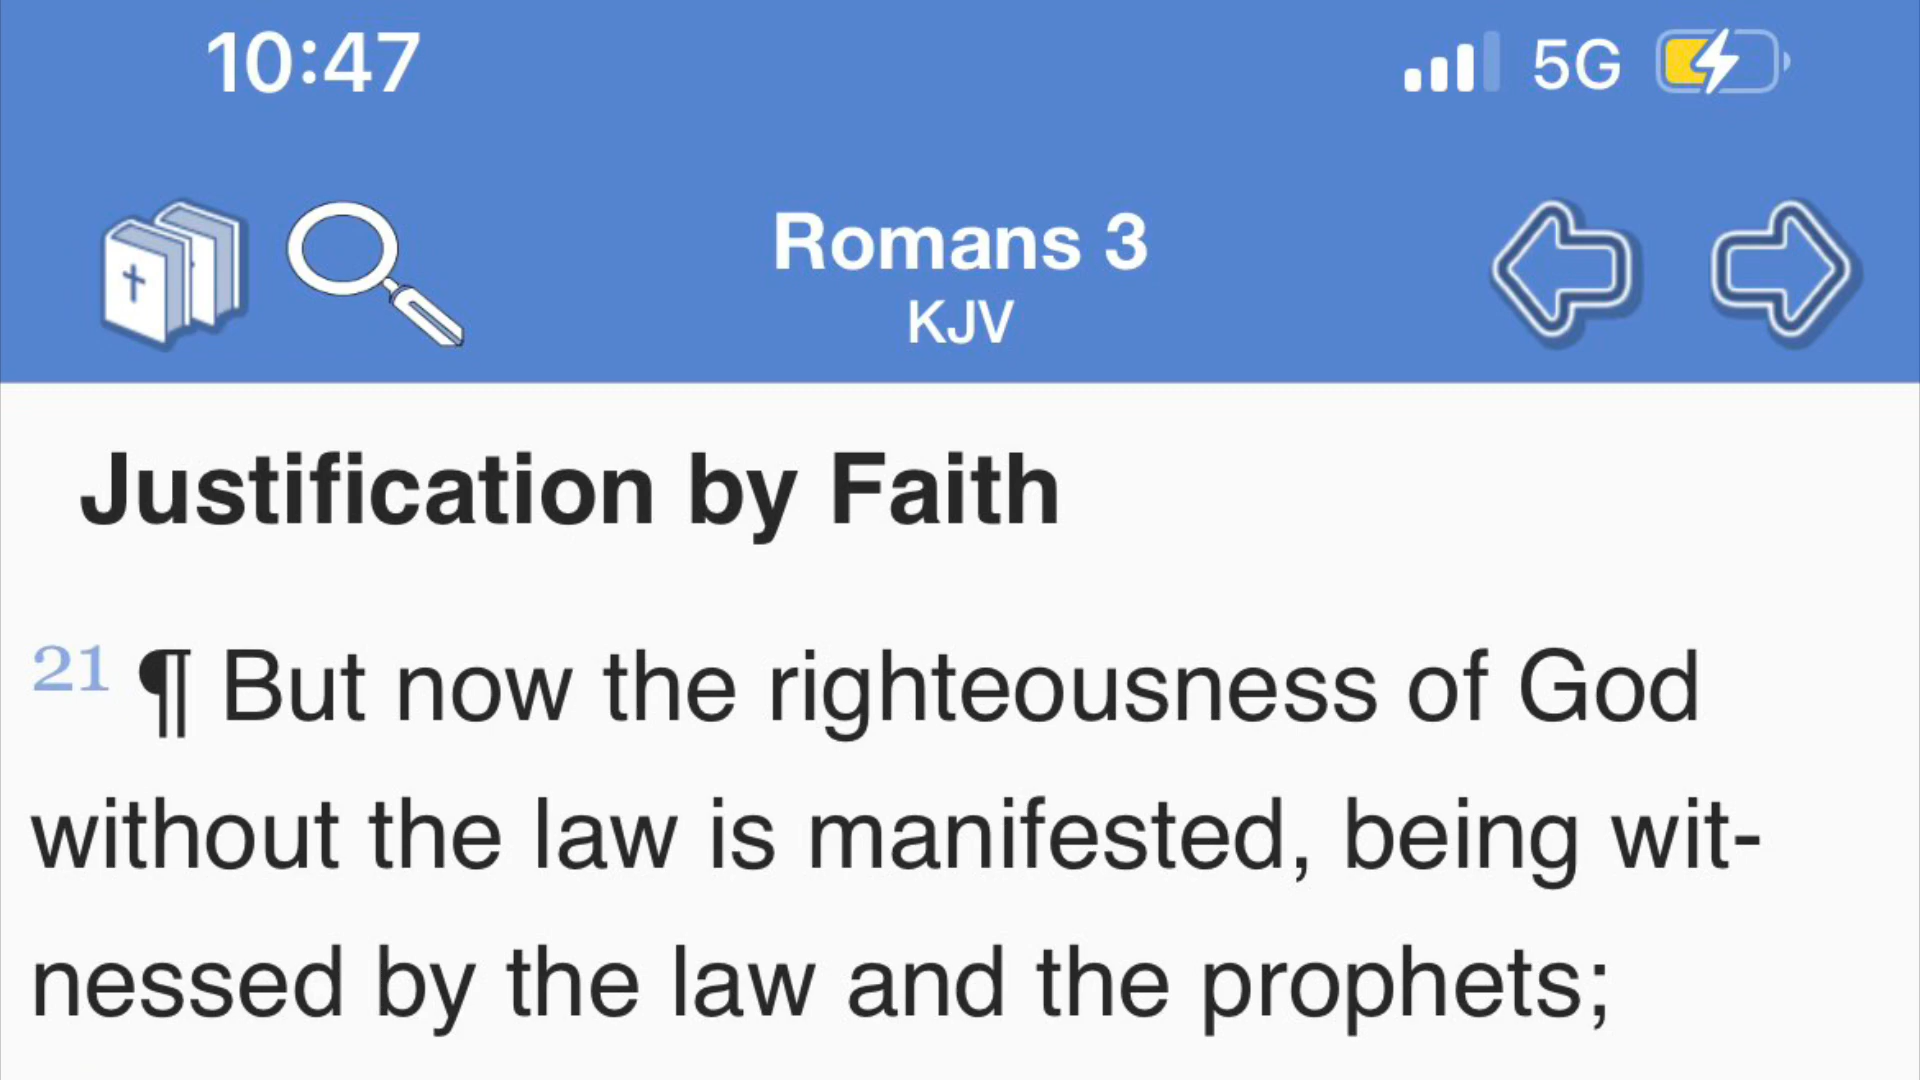 10:47 5G
Romans 3
KJV
Justification by Faith
21 ¶ But now the righteousness of God
without the law is manifested, being wit-
nessed by the law and the prophets;